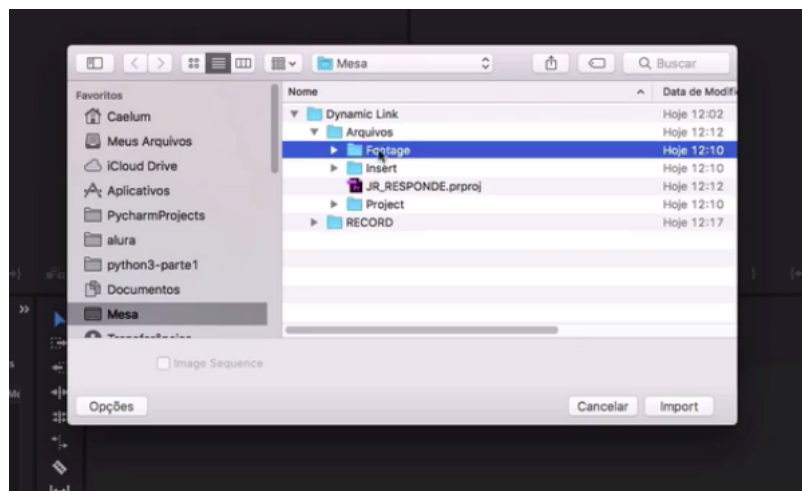 Mesa
Buscar
Favoritos
Caelum
Meus Arquivos
iCloud Drive
Aplicativos
PycharmProjects
alura
python3-parte1
Documentos
Mesa
Nome
Data de Modifi
Dynamic Link
Hoje 12:02
Arquivos
Hoje 12:12
Footage
Hoje 12:10
Insert
Hoje 12:10
JR_RESPONDE.prproj
Hoje 12:12
Project
Hoje 12:10
RECORD
Hoje 12:17
Image Sequence
Opções
Cancelar
Import